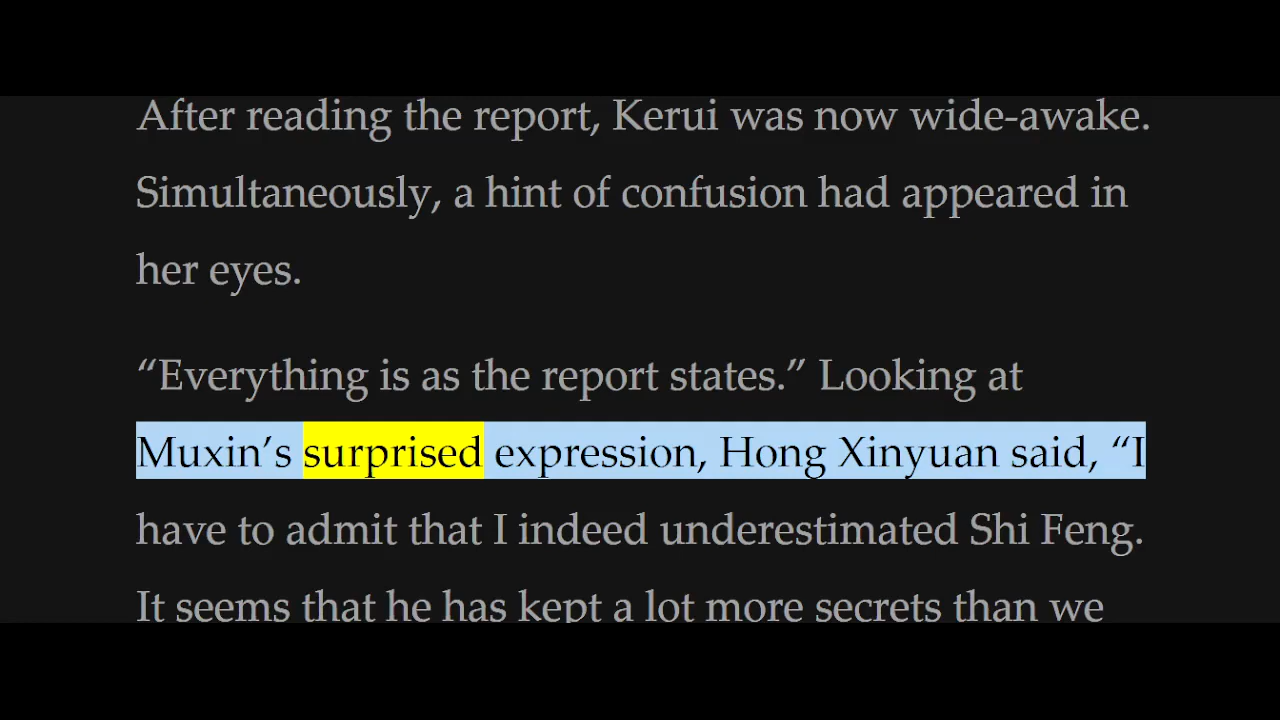 After reading the report, Kerui was now wide-awake.
Simultaneously, a hint of confusion had appeared in
her eyes.
“Everything is as the report states.” Looking at
Muxin’s surprised expression, Hong Xinyuan said, “I
have to admit that I indeed underestimated Shi Feng.
It seems that he has kept a lot more secrets than we